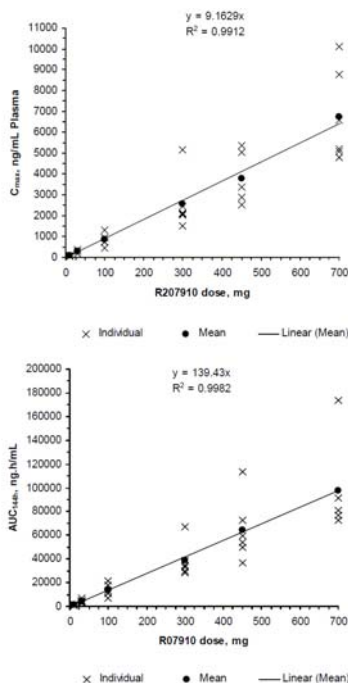 y = 9.1629x
R² = 0.9912
11000
10000
9000
8000
7000
6000
5000
4000
3000
2000
1000
0
Cmax, ng/mL Plasma
0 100 200 300 400 500 600 700
R207910 dose, mg
× Individual ● Mean — Linear (Mean)
y = 139.43x
R² = 0.9982
200000
180000
160000
140000
120000
100000
80000
60000
40000
20000
0
AUC144h, ng.h/mL
0 100 200 300 400 500 600 700
R07910 dose, mg
× Individual ● Mean — Linear (Mean)